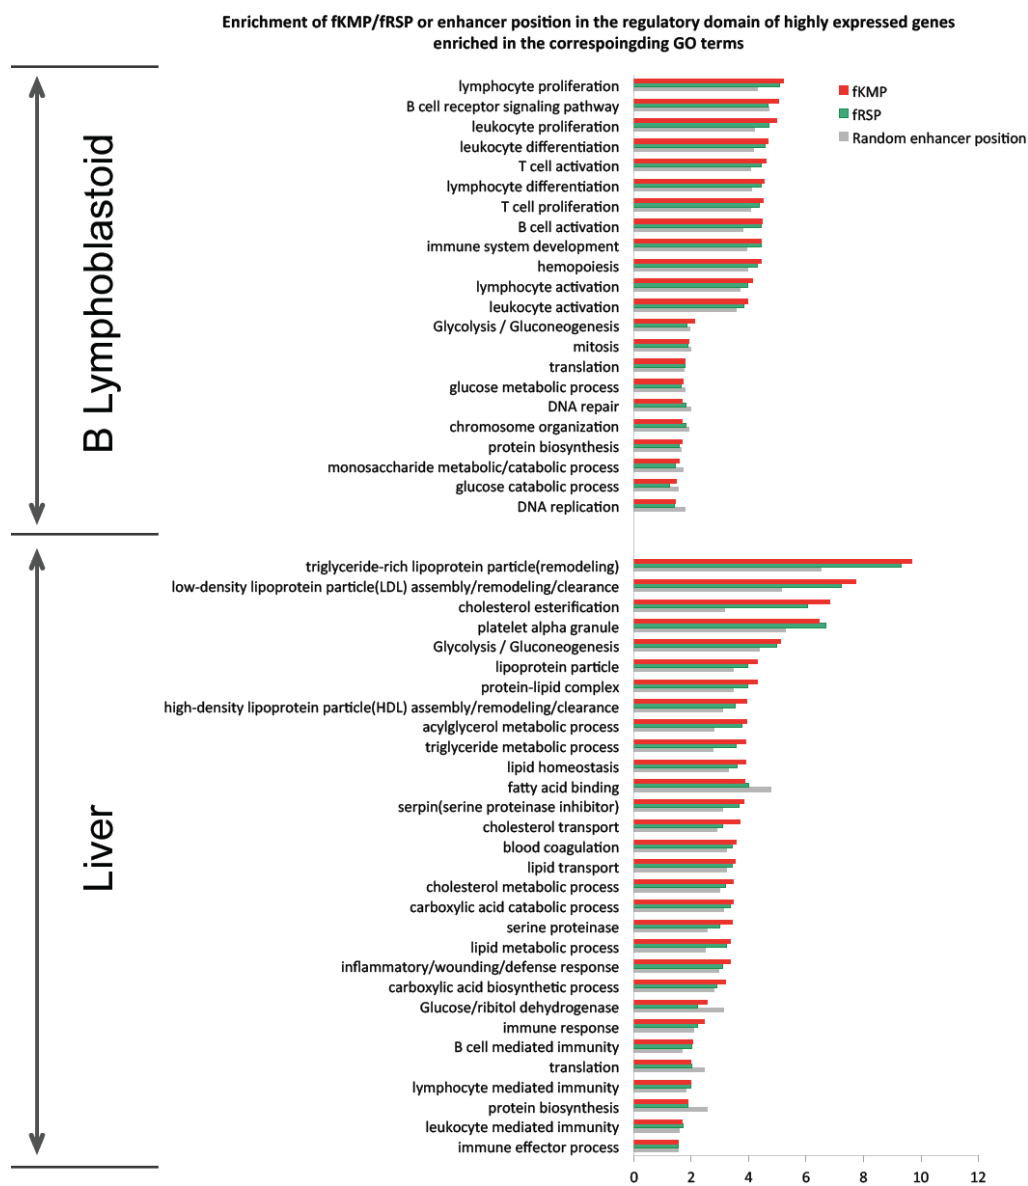 Enrichment of fKMP/fRSP or enhancer position in the regulatory domain of highly expressed genes
enriched in the correspoingding GO terms
B Lymphoblastoid
lymphocyte proliferation
B cell receptor signaling pathway
leukocyte proliferation
leukocyte differentiation
T cell activation
lymphocyte differentiation
T cell proliferation
B cell activation
immune system development
hemopoiesis
lymphocyte activation
leukocyte activation
Glycolysis / Gluconeogenesis
mitosis
translation
glucose metabolic process
DNA repair
chromosome organization
protein biosynthesis
monosaccharide metabolic/catabolic process
glucose catabolic process
DNA replication
fKMP
fRSP
Random enhancer position
Liver
triglyceride-rich lipoprotein particle(remodeling)
low-density lipoprotein particle(LDL) assembly/remodeling/clearance
cholesterol esterification
platelet alpha granule
Glycolysis / Gluconeogenesis
lipoprotein particle
protein-lipid complex
high-density lipoprotein particle(HDL) assembly/remodeling/clearance
acylglycerol metabolic process
triglyceride metabolic process
lipid homeostasis
fatty acid binding
serpin(serine proteinase inhibitor)
cholesterol transport
blood coagulation
lipid transport
cholesterol metabolic process
carboxylic acid catabolic process
serine proteinase
lipid metabolic process
inflammatory/wounding/defense response
carboxylic acid biosynthetic process
Glucose/ribitol dehydrogenase
immune response
B cell mediated immunity
translation
lymphocyte mediated immunity
protein biosynthesis
leukocyte mediated immunity
immune effector process
0 2 4 6 8 10 12